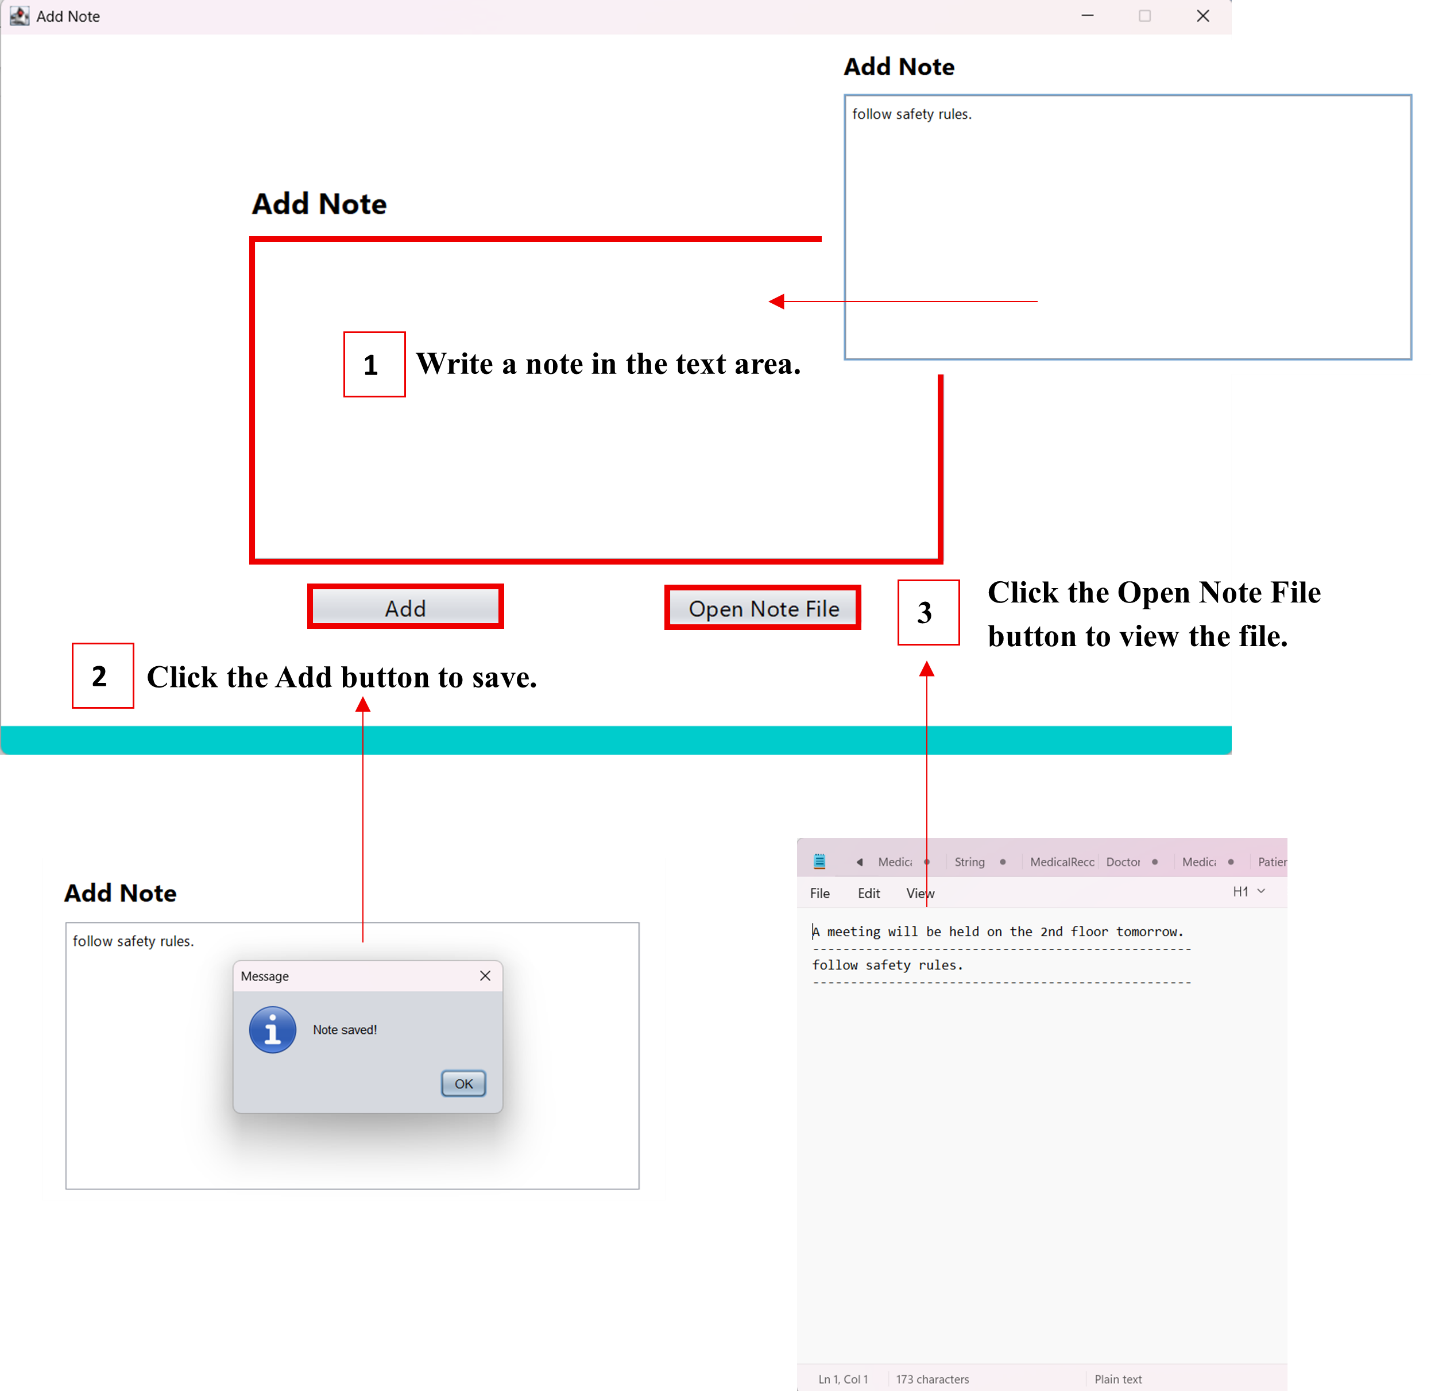 Add Note
Add Note
follow safety rules.
Add Note
1
Write a note in the text area.
Add
Open Note File
3
Click the Open Note File
button to view the file.
2
Click the Add button to save.
Add Note
follow safety rules.
Message
Note saved!
OK
Medica
String
MedicalRecc
Doctor
Medica
Patier
File
Edit
View
H1
A meeting will be held on the 2nd floor tomorrow.
-------------------------------------------------
follow safety rules.
-------------------------------------------------
Ln 1, Col 1
173 characters
Plain text